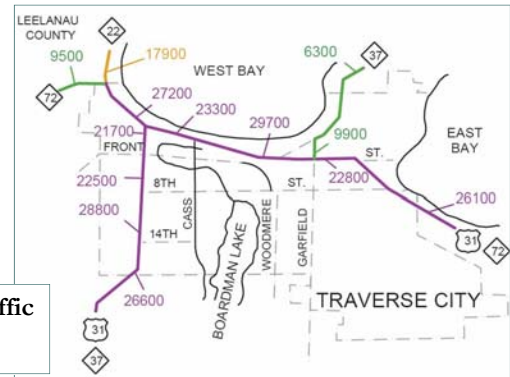 LEELANAU
COUNTY
22
9500
17900
72
WEST BAY
6300
37
27200
23300
21700
FRONT
29700
9900
ST.
EAST
BAY
22500
8TH
ST.
22800
28800
CASS
WOODMERE
GARFIELD
26100
14TH
BOARDMAN LAKE
31
72
26600
TRAVERSE CITY
31
37